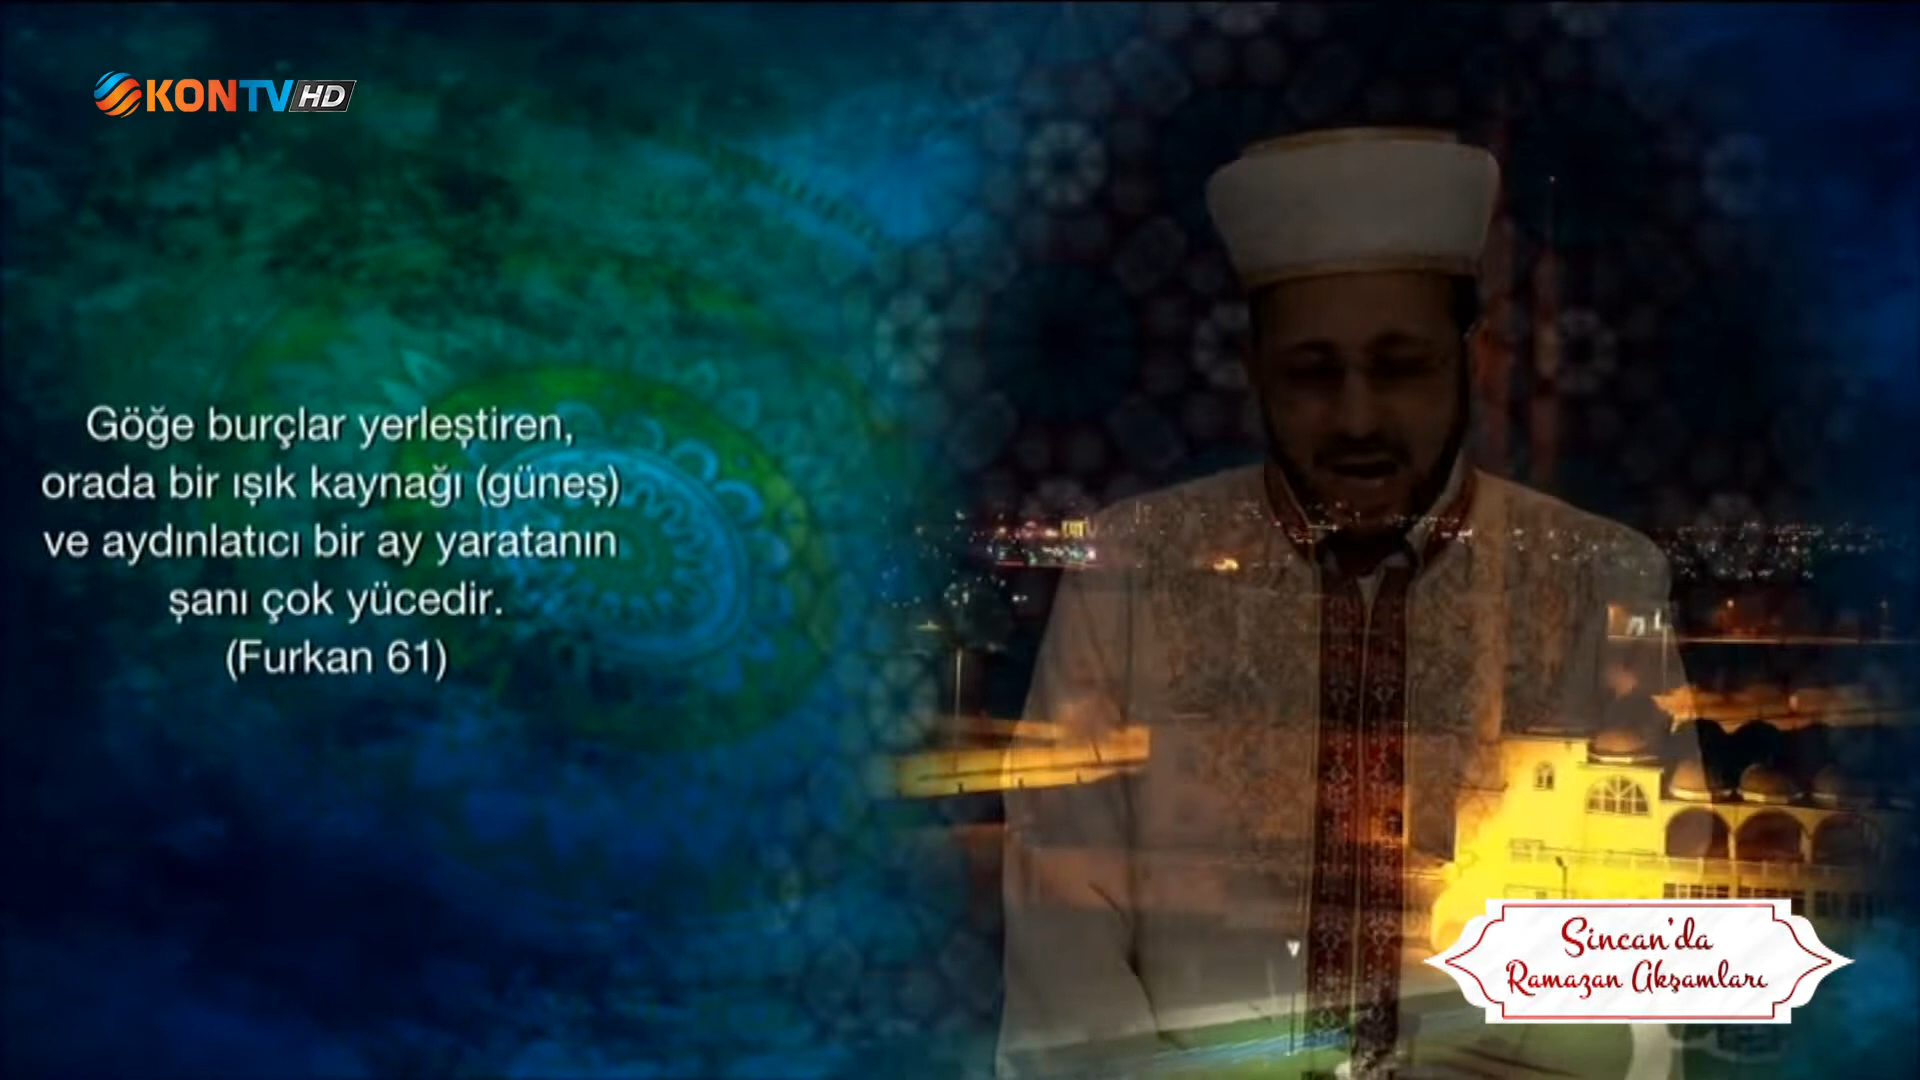 KONTV HD
Göğe burçlar yerleştiren,
orada bir ışık kaynağı (güneş)
ve aydınlatıcı bir ay yaratanın
şanı çok yücedir.
(Furkan 61)
Sincan'da
Ramazan Akşamları